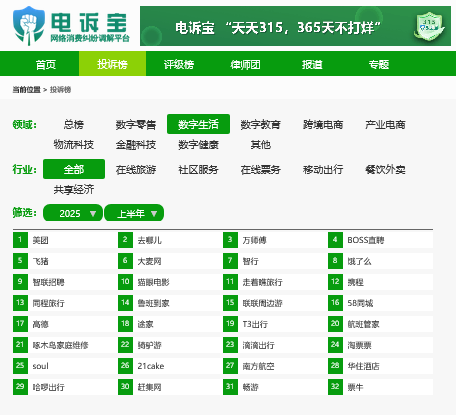 电诉宝
网络消费纠纷调解平台
电诉宝 “天天315，365天不打烊”
315
首页 投诉榜 评级榜 律师团 报道 专题
当前位置 > 投诉榜
领域： 总榜 数字零售 数字生活 数字教育 跨境电商 产业电商
物流科技 金融科技 数字健康 其他
行业： 全部 在线旅游 社区服务 在线票务 移动出行 餐饮外卖
共享经济
筛选： 2025 上半年
1 美团 2 去哪儿 3 万师傅 4 BOSS直聘
5 飞猪 6 大麦网 7 智行 8 饿了么
9 智联招聘 10 猫眼电影 11 走着瞧旅行 12 携程
13 同程旅行 14 鲁班到家 15 联联周边游 16 58同城
17 高德 18 途家 19 T3出行 20 航班管家
21 啄木鸟家庭维修 22 骑驴游 23 滴滴出行 24 淘票票
25 soul 26 21cake 27 南方航空 28 华住酒店
29 哈啰出行 30 赶集网 31 畅游 32 票牛